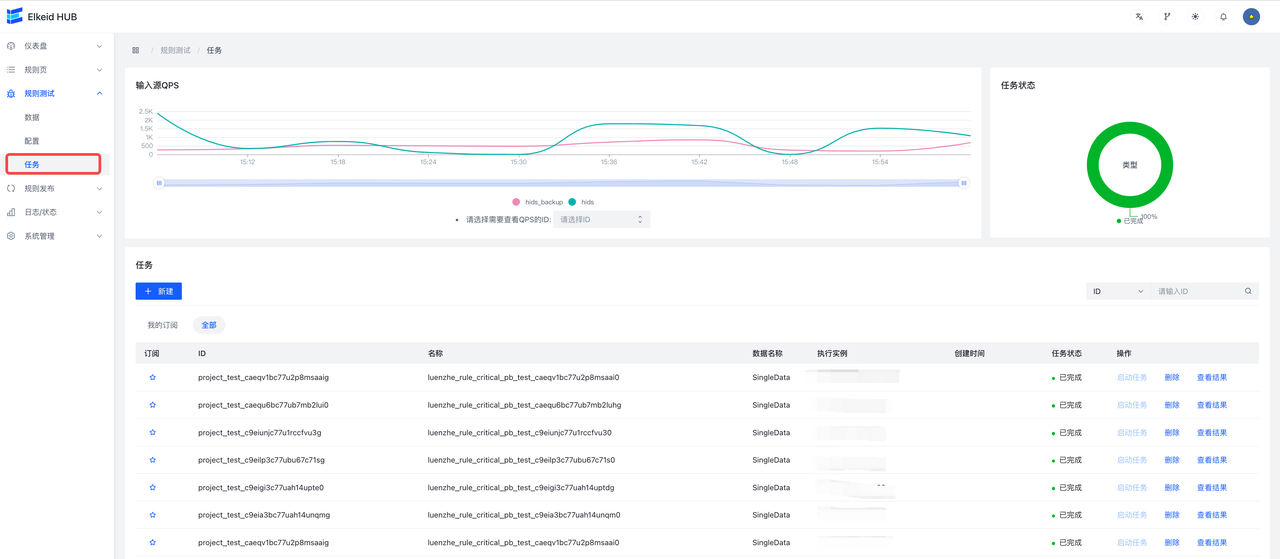 Elkeid HUB
仪表盘
规则页
规则测试
数据
配置
任务
规则发布
日志/状态
系统管理
/ 规则测试 / 任务
输入源QPS
2.5K
2K
1.5K
1K
500
0
15:12 15:18 15:24 15:30 15:36 15:42 15:48 15:54
hids_backup hids
• 请选择需要查看QPS的ID: 请选择ID
任务状态
类型
100%
已完成
任务
+ 新建
ID 请输入ID
我的订阅 全部
订阅 ID 名称 数据名称 执行实例 创建时间 任务状态 操作
project_test_caeqv1bc77u2p8msaaig luenzhe_rule_critical_pb_test_caeqv1bc77u2p8msaai0 SingleData 已完成 启动任务 删除 查看结果
project_test_caequ6bc77ub7mb2lui0 luenzhe_rule_critical_pb_test_caequ6bc77ub7mb2luhg SingleData 已完成 启动任务 删除 查看结果
project_test_c9eiunjc77u1rccfvu3g luenzhe_rule_critical_pb_test_c9eiunjc77u1rccfvu30 SingleData 已完成 启动任务 删除 查看结果
project_test_c9eilp3c77ubu67c71sg luenzhe_rule_critical_pb_test_c9eilp3c77ubu67c71s0 SingleData 已完成 启动任务 删除 查看结果
project_test_c9eigi3c77uah14upte0 luenzhe_rule_critical_pb_test_c9eigi3c77uah14uptdg SingleData 已完成 启动任务 删除 查看结果
project_test_c9eia3bc77uah14unqmg luenzhe_rule_critical_pb_test_c9eia3bc77uah14unqm0 SingleData 已完成 启动任务 删除 查看结果
project_test_caeqv1bc77u2p8msaaig luenzhe_rule_critical_pb_test_caeqv1bc77u2p8msaai0 SingleData 已完成 启动任务 删除 查看结果